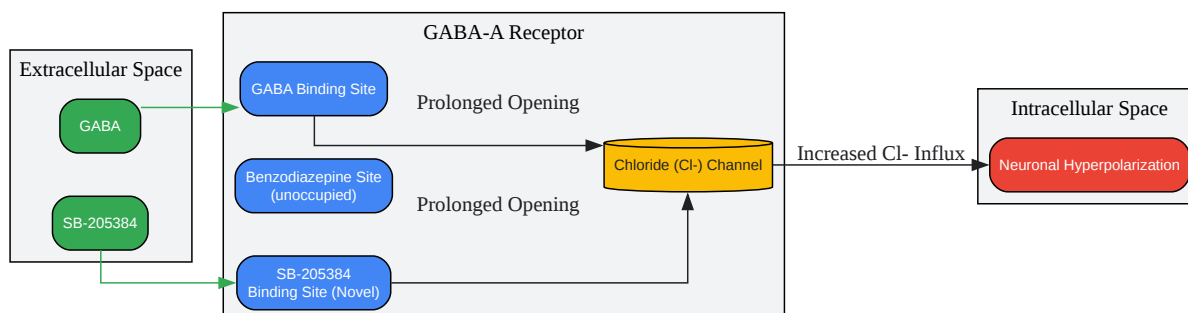 GABA-A Receptor
Extracellular Space
GABA
SB-205384
GABA Binding Site
Prolonged Opening
Benzodiazepine Site
(unoccupied)
Prolonged Opening
SB-205384
Binding Site (Novel)
Chloride (Cl-) Channel
Increased Cl- Influx
Intracellular Space
Neuronal Hyperpolarization